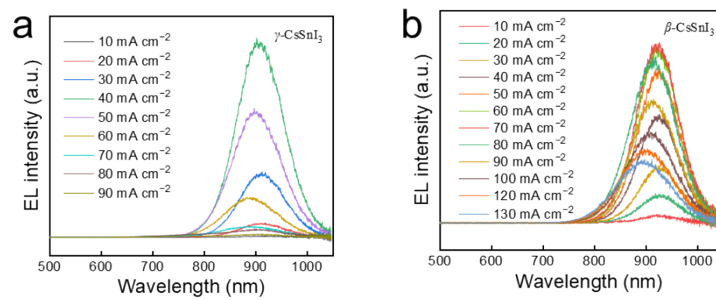 a
γ-CsSnI₃
10 mA cm⁻²
20 mA cm⁻²
30 mA cm⁻²
40 mA cm⁻²
50 mA cm⁻²
60 mA cm⁻²
70 mA cm⁻²
80 mA cm⁻²
90 mA cm⁻²
EL intensity (a.u.)
500 600 700 800 900 1000
Wavelength (nm)
b
β-CsSnI₃
10 mA cm⁻²
20 mA cm⁻²
30 mA cm⁻²
40 mA cm⁻²
50 mA cm⁻²
60 mA cm⁻²
70 mA cm⁻²
80 mA cm⁻²
90 mA cm⁻²
100 mA cm⁻²
120 mA cm⁻²
130 mA cm⁻²
EL intensity (a.u.)
500 600 700 800 900 1000
Wavelength (nm)